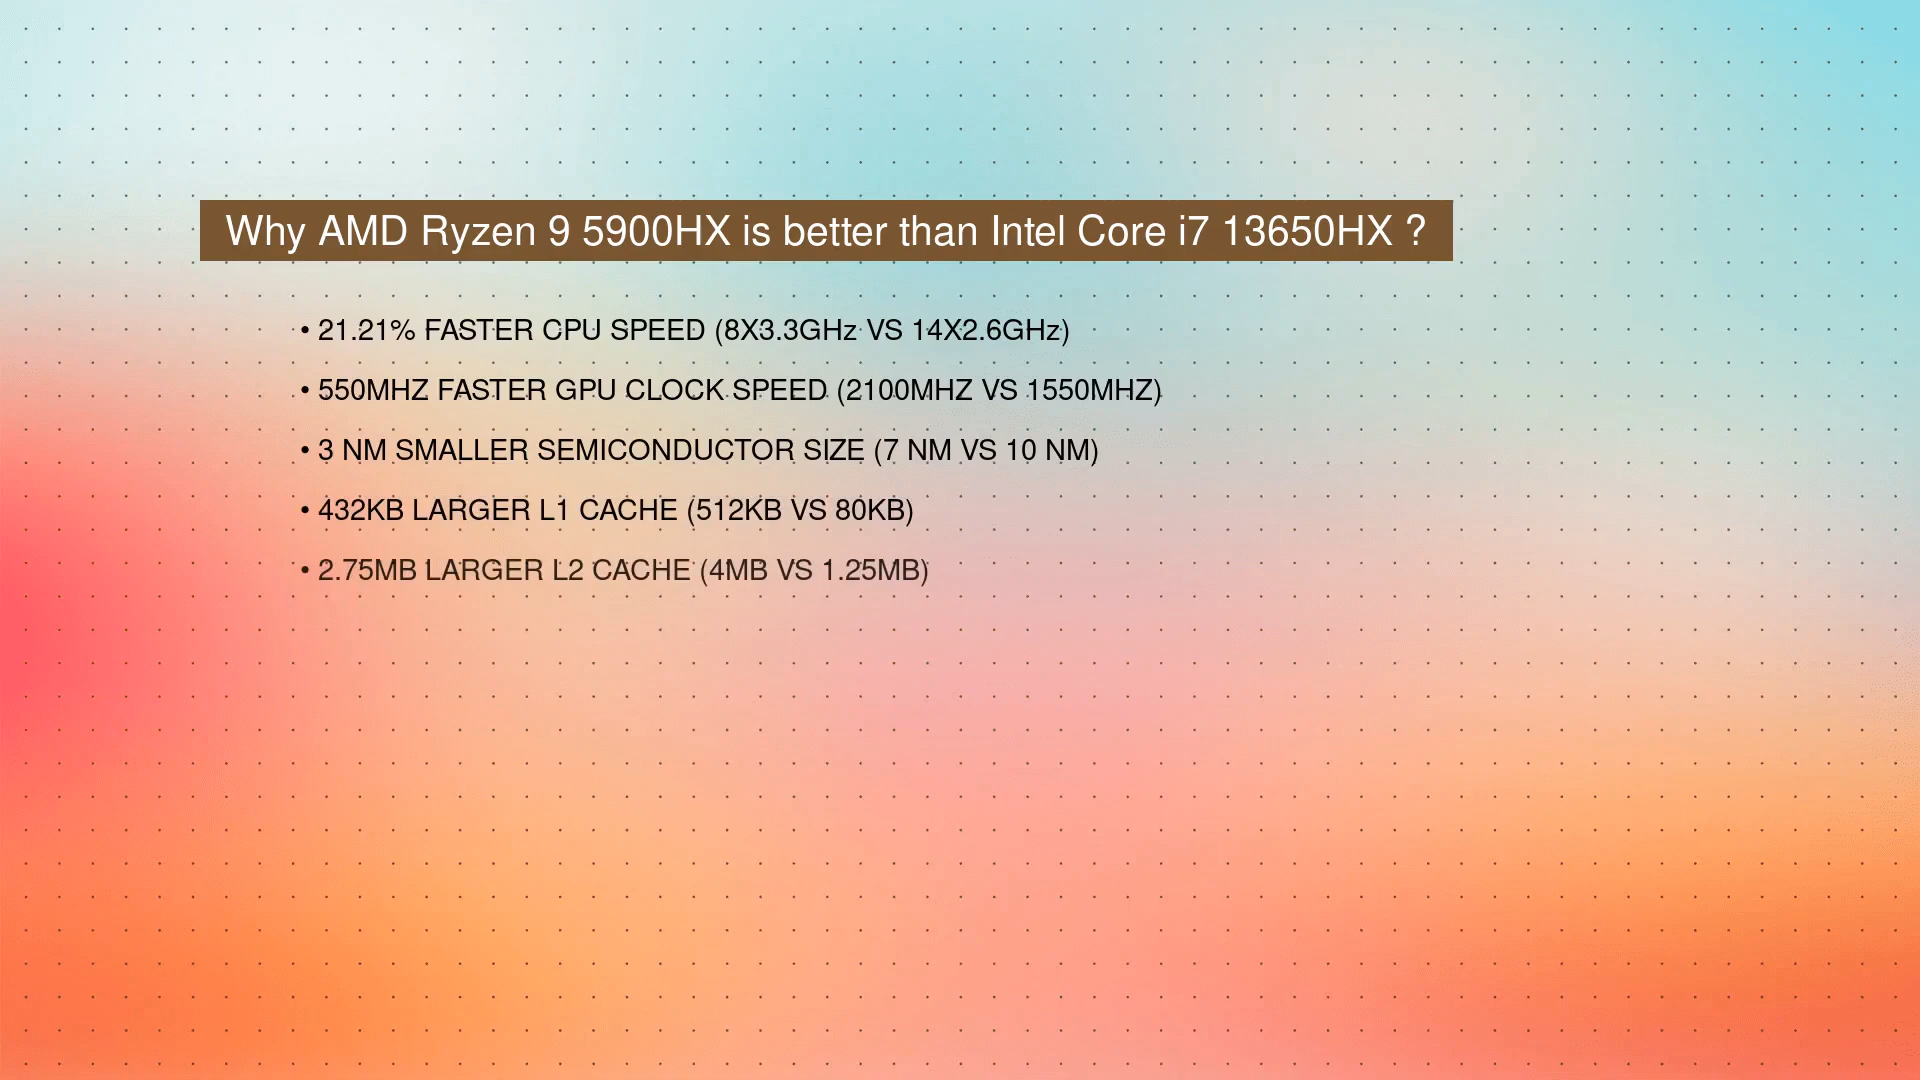 Why AMD Ryzen 9 5900HX is better than Intel Core i7 13650HX ?
• 21.21% FASTER CPU SPEED (8X3.3GHz VS 14X2.6GHz)
• 550MHZ FASTER GPU CLOCK SPEED (2100MHZ VS 1550MHZ)
• 3 NM SMALLER SEMICONDUCTOR SIZE (7 NM VS 10 NM)
• 432KB LARGER L1 CACHE (512KB VS 80KB)
• 2.75MB LARGER L2 CACHE (4MB VS 1.25MB)